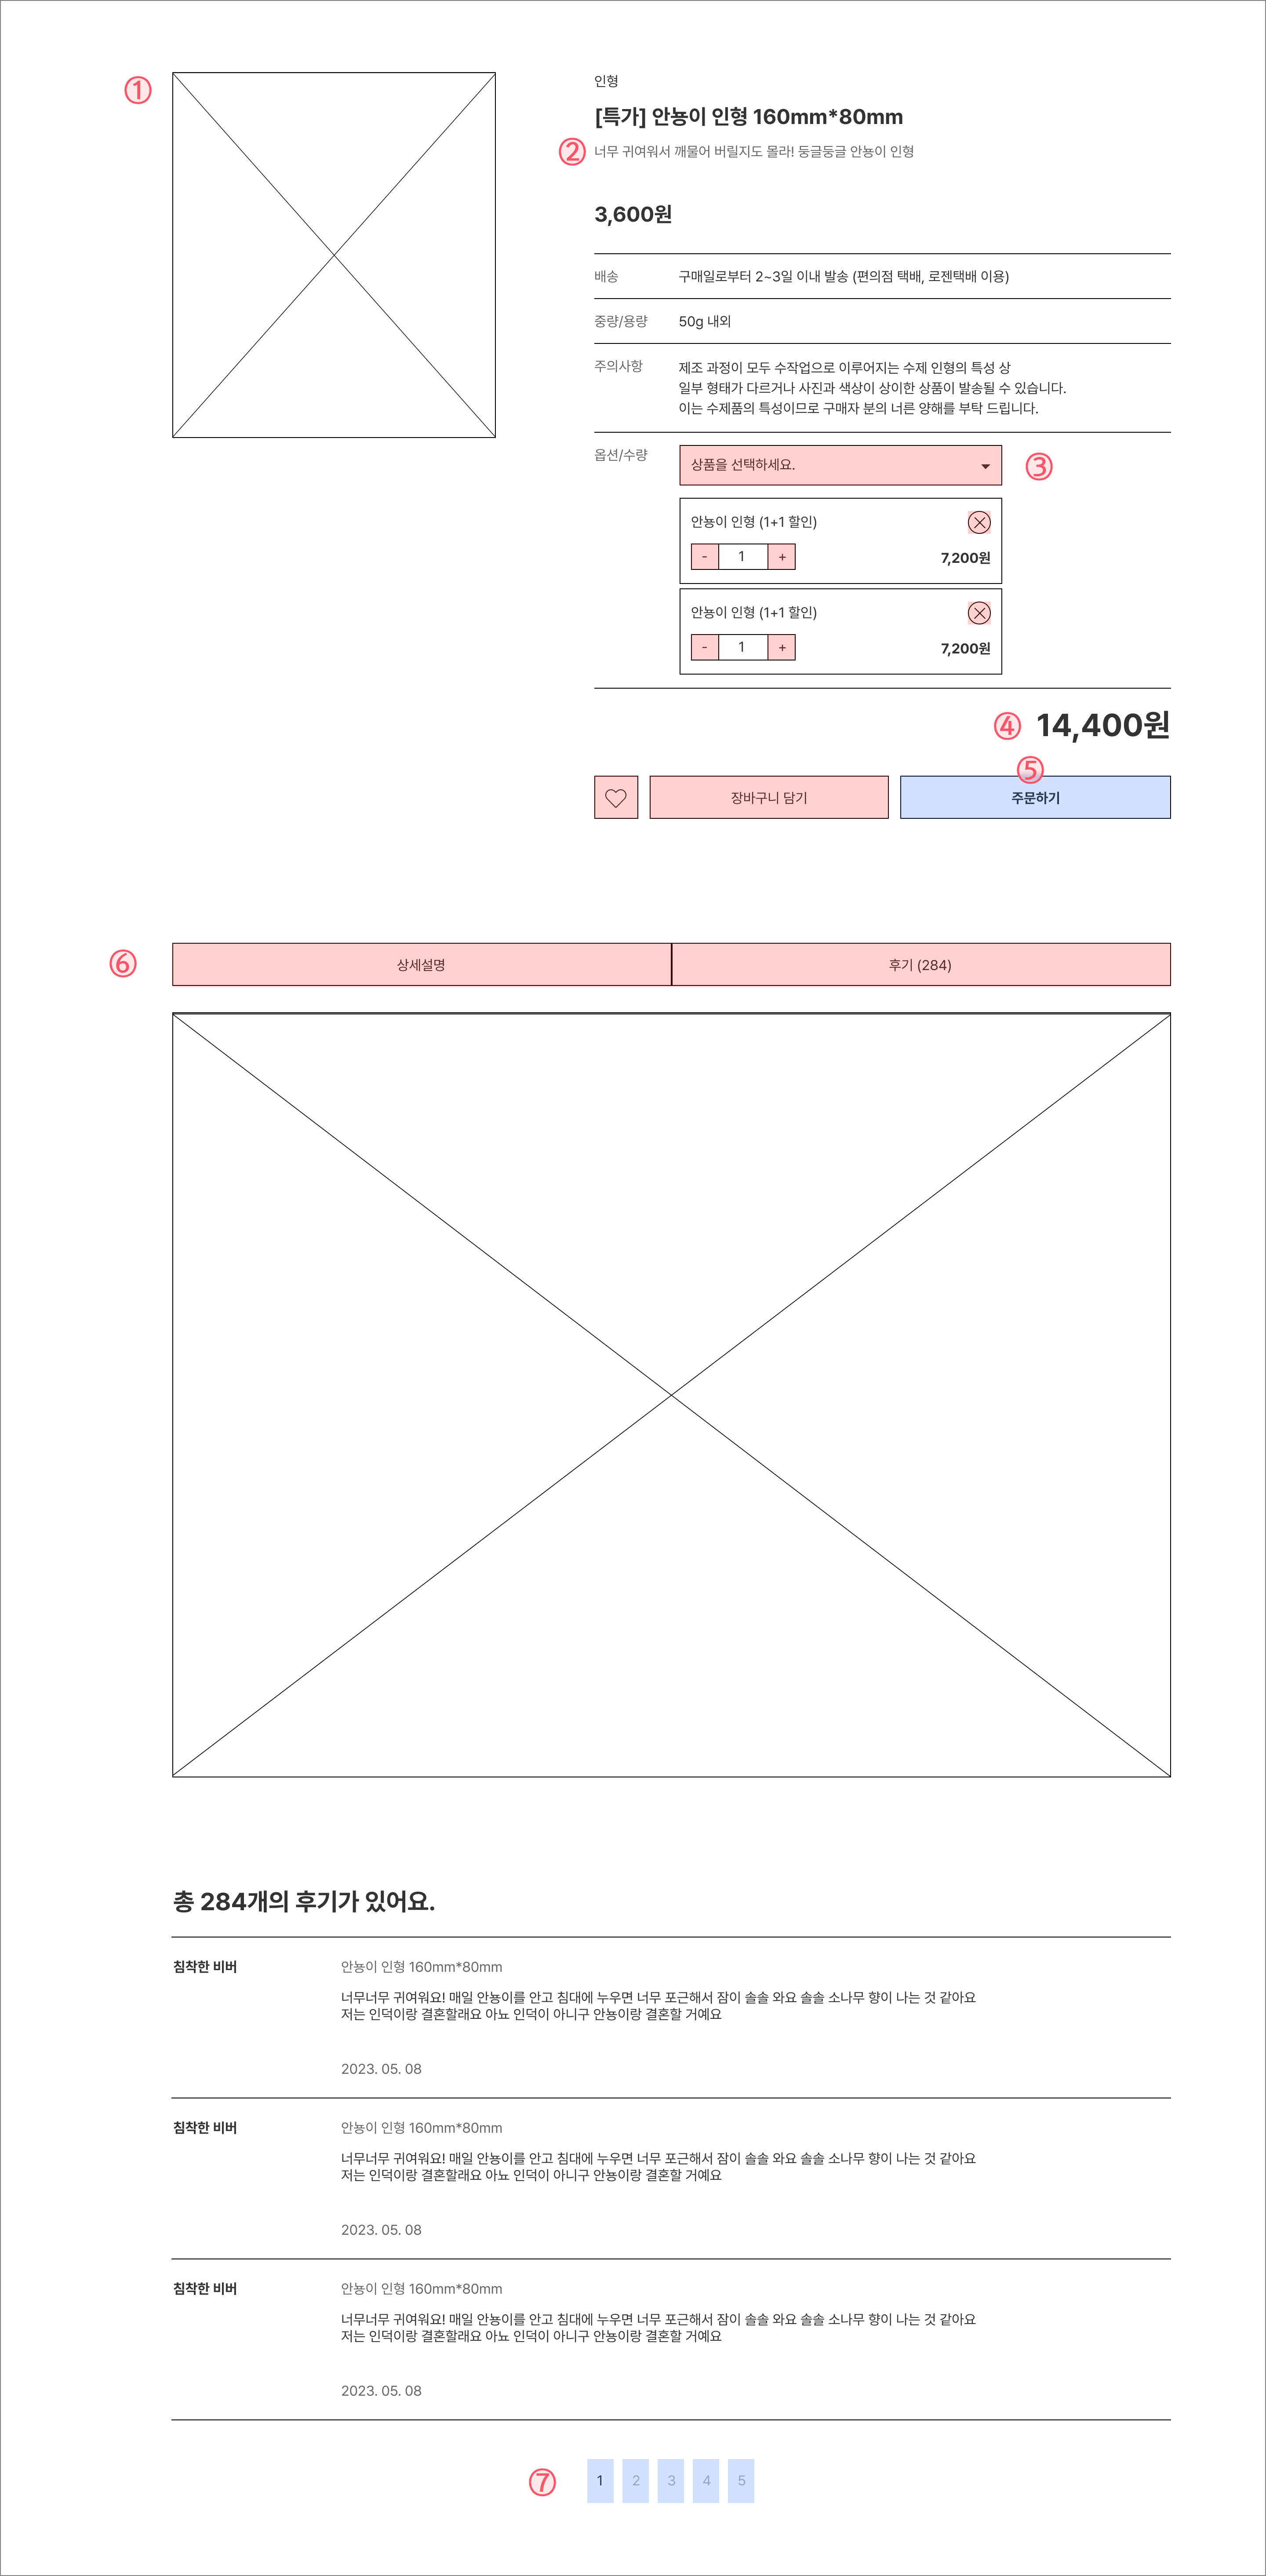 ①
인형
[특가] 안뇽이 인형 160mm*80mm
② 너무 귀여워서 깨물어 버릴지도 몰라! 둥글둥글 안뇽이 인형
3,600원
배송 구매일로부터 2~3일 이내 발송 (편의점 택배, 로젠택배 이용)
중량/용량 50g 내외
주의사항 제조 과정이 모두 수작업으로 이루어지는 수제 인형의 특성 상
일부 형태가 다르거나 사진과 색상이 상이한 상품이 발송될 수 있습니다.
이는 수제품의 특성이므로 구매자 분의 너른 양해를 부탁 드립니다.
옵션/수량 상품을 선택하세요. ③
안뇽이 인형 (1+1 할인)
- 1 + 7,200원
안뇽이 인형 (1+1 할인)
- 1 + 7,200원
④ 14,400원
⑤
장바구니 담기 주문하기
⑥ 상세설명 후기 (284)
총 284개의 후기가 있어요.
침착한 비버 안뇽이 인형 160mm*80mm
너무너무 귀여워요! 매일 안뇽이를 안고 침대에 누우면 너무 포근해서 잠이 솔솔 와요 솔솔 소나무 향이 나는 것 같아요
저는 인덕이랑 결혼할래요 아뇨 인덕이 아니구 안뇽이랑 결혼할 거예요
2023. 05. 08
침착한 비버 안뇽이 인형 160mm*80mm
너무너무 귀여워요! 매일 안뇽이를 안고 침대에 누우면 너무 포근해서 잠이 솔솔 와요 솔솔 소나무 향이 나는 것 같아요
저는 인덕이랑 결혼할래요 아뇨 인덕이 아니구 안뇽이랑 결혼할 거예요
2023. 05. 08
침착한 비버 안뇽이 인형 160mm*80mm
너무너무 귀여워요! 매일 안뇽이를 안고 침대에 누우면 너무 포근해서 잠이 솔솔 와요 솔솔 소나무 향이 나는 것 같아요
저는 인덕이랑 결혼할래요 아뇨 인덕이 아니구 안뇽이랑 결혼할 거예요
2023. 05. 08
⑦ 1 2 3 4 5